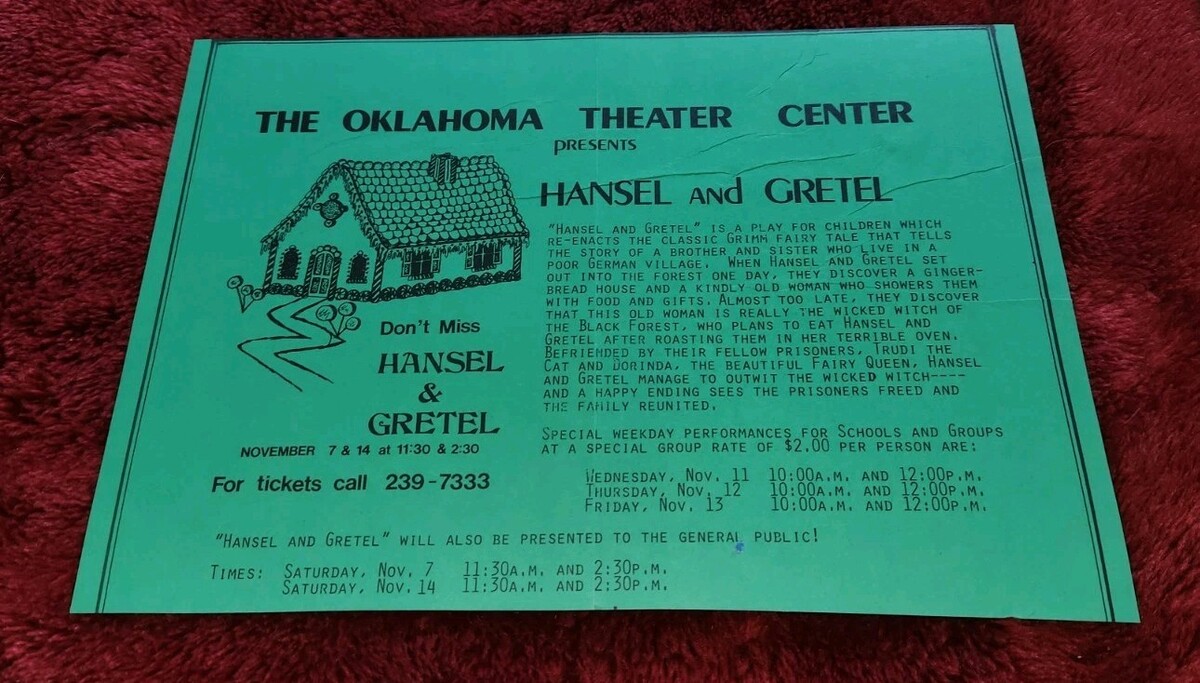 THE OKLAHOMA THEATER CENTER
PRESENTS
HANSEL and GRETEL
"HANSEL AND GRETEL" IS A PLAY FOR CHILDREN WHICH
RE-ENACTS THE CLASSIC GRIMM FAIRY TALE THAT TELLS
THE STORY OF A BROTHER AND SISTER WHO LIVE IN A
POOR GERMAN VILLAGE. WHEN HANSEL AND GRETEL SET
OUT INTO THE FOREST ONE DAY, THEY DISCOVER A GINGER-
BREAD HOUSE AND A KINDLY OLD WOMAN WHO SHOWERS THEM
WITH FOOD AND GIFTS. ALMOST TOO LATE, THEY DISCOVER
THAT THIS OLD WOMAN IS REALLY THE WICKED WITCH OF
THE BLACK FOREST, WHO PLANS TO EAT HANSEL AND
GRETEL AFTER ROASTING THEM IN HER TERRIBLE OVEN.
BEFRIEMDED BY THEIR FELLOW PRISONERS, TRUDI THE
CAT AND DORINDA, THE BEAUTIFUL FAIRY QUEEN, HANSEL
AND GRETEL MANAGE TO OUTWIT THE WICKED WITCH----
AND A HAPPY ENDING SEES THE PRISONERS FREED AND
THE FAMILY REUNITED.
Don't Miss
HANSEL
&
GRETEL
NOVEMBER 7 & 14 at 11:30 & 2:30
For tickets call 239-7333
SPECIAL WEEKDAY PERFORMANCES FOR SCHOOLS AND GROUPS
AT A SPECIAL GROUP RATE OF $2.00 PER PERSON ARE:
WEDNESDAY, NOV. 11 10:00A.M. AND 12:00P.M.
THURSDAY, NOV. 12 10:00A.M. AND 12:00P.M.
FRIDAY, NOV. 13 10:00A.M. AND 12:00P.M.
"HANSEL AND GRETEL" WILL ALSO BE PRESENTED TO THE GENERAL PUBLIC!
TIMES: SATURDAY, NOV. 7 11:30A.M. AND 2:30P.M.
SATURDAY, NOV. 14 11:30A.M. AND 2:30P.M.